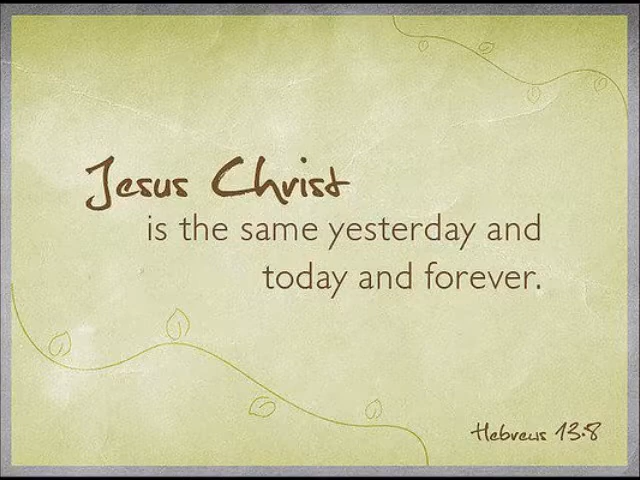 Jesus Christ
is the same yesterday and
today and forever.
Hebrews 13:8